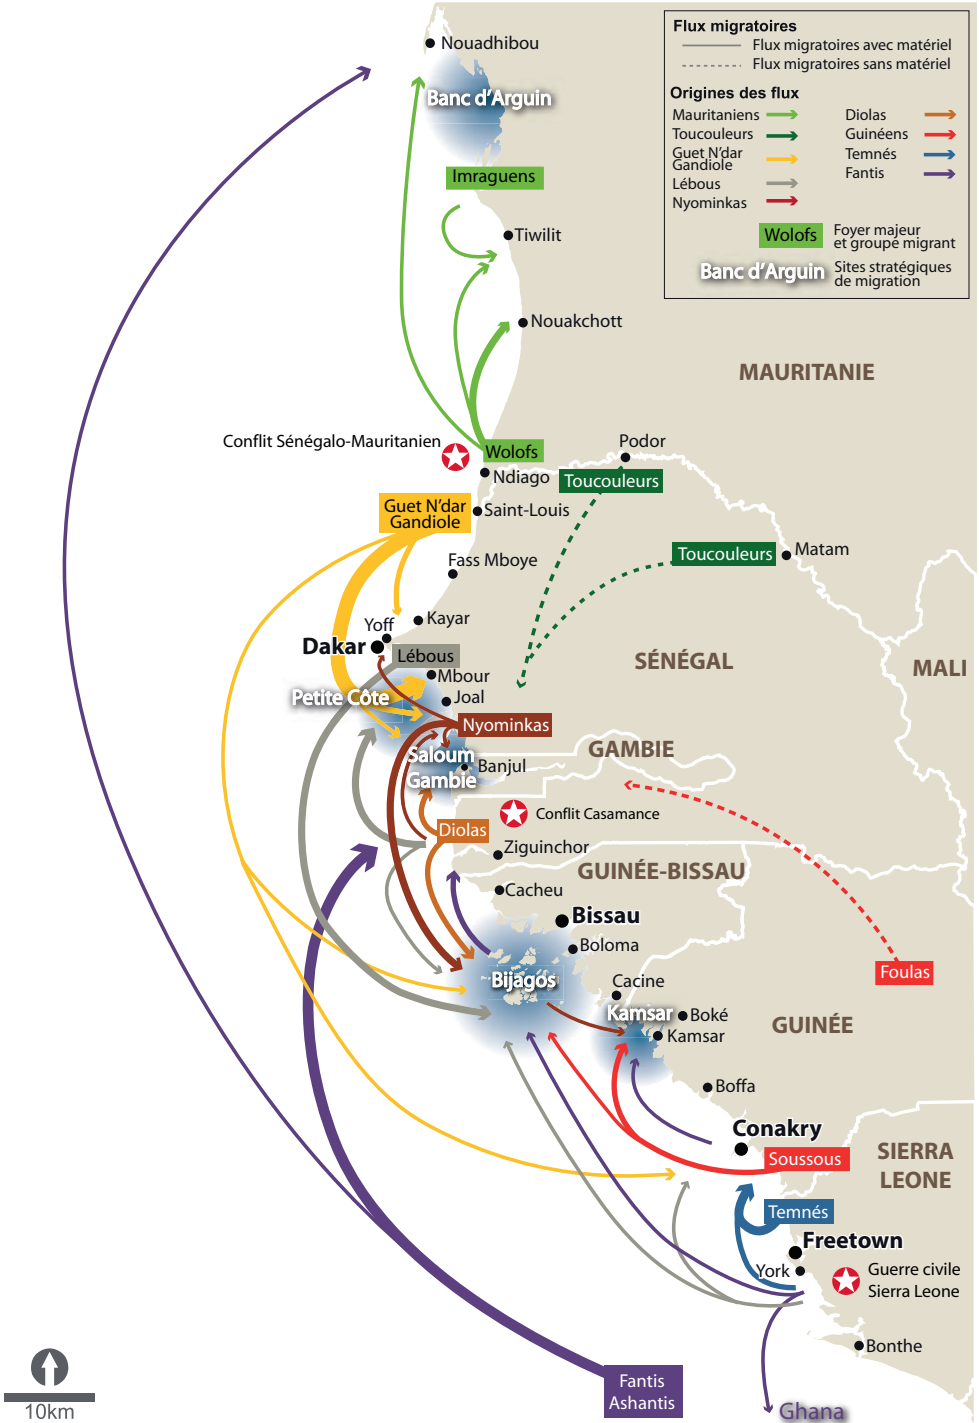 Flux migratoires
Flux migratoires avec matériel
Flux migratoires sans matériel
Origines des flux
Mauritaniens
Toucouleurs
Guet N'dar
Gandiole
Lébous
Nyominkas
Diolas
Guinéens
Temnés
Fantis
Wolofs
Foyer majeur
et groupe migrant
Banc d'Arguin
Sites stratégiques
de migration
Nouadhibou
Banc d'Arguin
Imraguens
Tiwilit
Nouakchott
MAURITANIE
Conflit Sénégalo-Mauritanien
Wolofs
Podor
Ndiago
Toucouleurs
Guet N'dar
Gandiole
Saint-Louis
Toucouleurs
Matam
Fass Mboye
Kayar
Yoff
Dakar
Lébous
SÉNÉGAL
MALI
Mbour
Petite Côte
Joal
Nyominkas
GAMBIE
Saloum
Gambie
Banjul
Conflit Casamance
Diolas
Ziguinchor
GUINÉE-BISSAU
Cacheu
Bissau
Boloma
Foulas
Bijagos
Cacine
Kamsar
Boké
GUINÉE
Kamsar
Boffa
Conakry
Soussous
SIERRA
LEONE
Temnés
Freetown
York
Guerre civile
Sierra Leone
Bonthe
Fantis
Ashantis
Ghana
10km